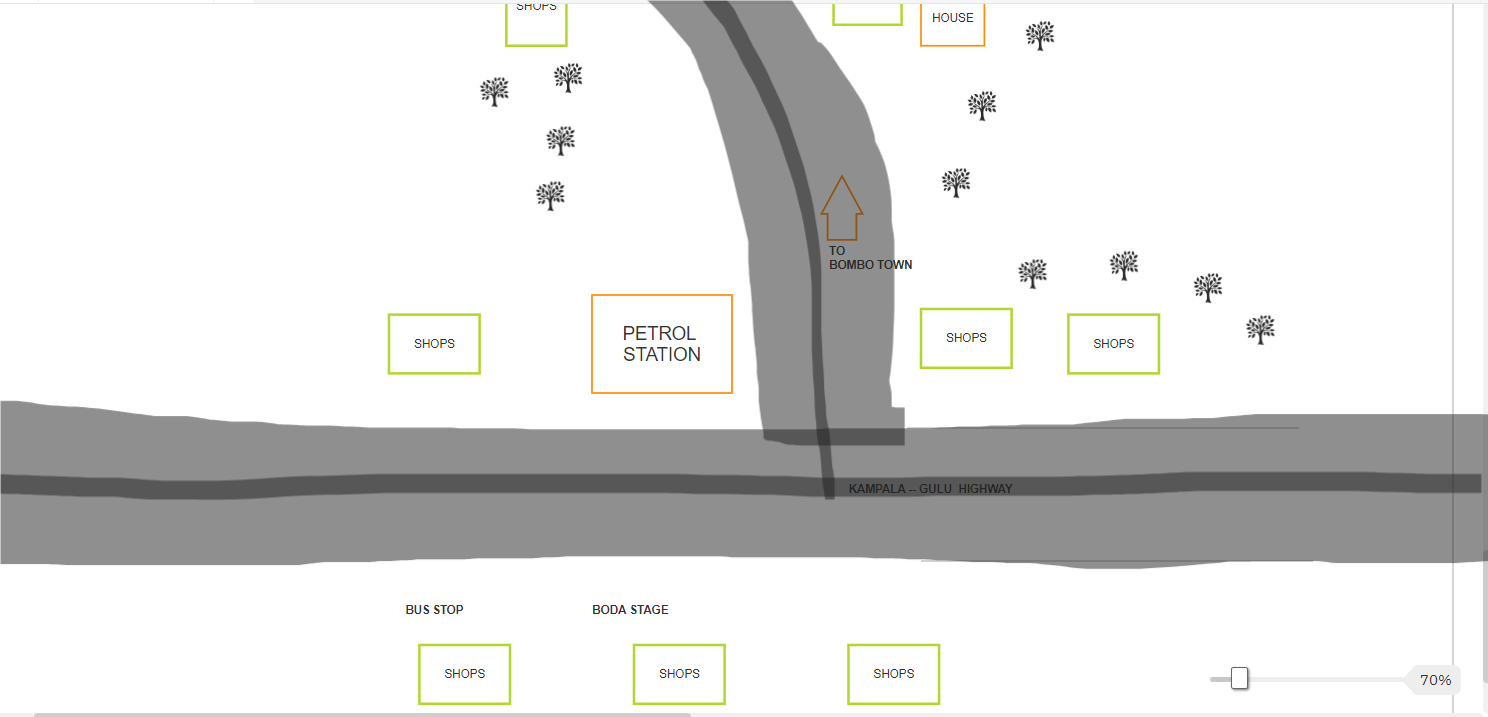 SHOPS
HOUSE
TO
BOMBO TOWN
PETROL
STATION
SHOPS
SHOPS
SHOPS
KAMPALA -- GULU HIGHWAY
BUS STOP
BODA STAGE
SHOPS
SHOPS
SHOPS
70%